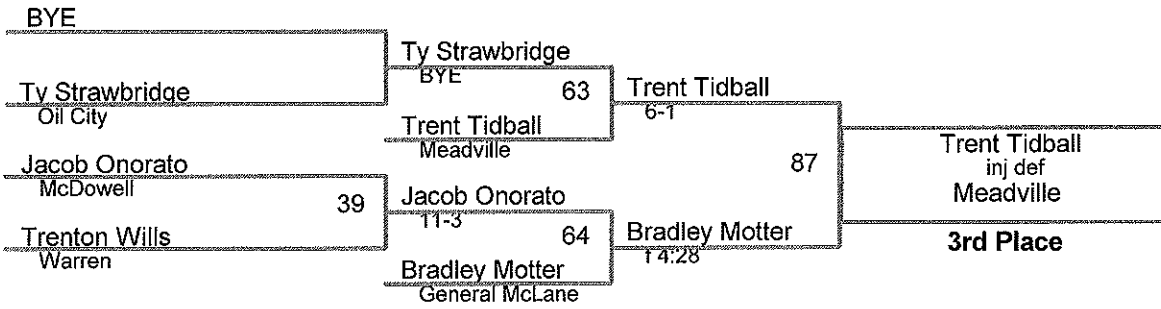 BYE
Ty Strawbridge
Oil City
Jacob Onorato
McDowell
39
Trenton Wills
Warren
Ty Strawbridge
BYE
63
Trent Tidball
Meadville
Jacob Onorato
11-3
64
Bradley Motter
General McLane
Trent Tidball
6-1
87
Bradley Motter
f 4:28
Trent Tidball
inj def
Meadville
3rd Place